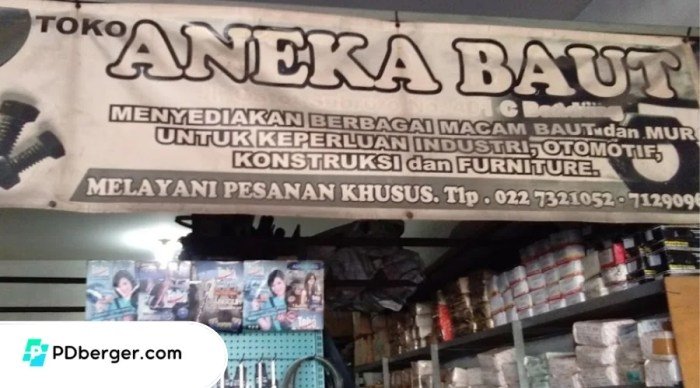 TOKO ANEKA BAUT
MENYEDIAKAN BERBAGAI MACAM BAUT dan MUR
UNTUK KEPERLUAN INDUSTRI, OTOMOTIF,
KONSTRUKSI dan FURNITURE.
MELAYANI PESANAN KHUSUS. Tlp . 022 7321052 - 7129096
PDberger.com